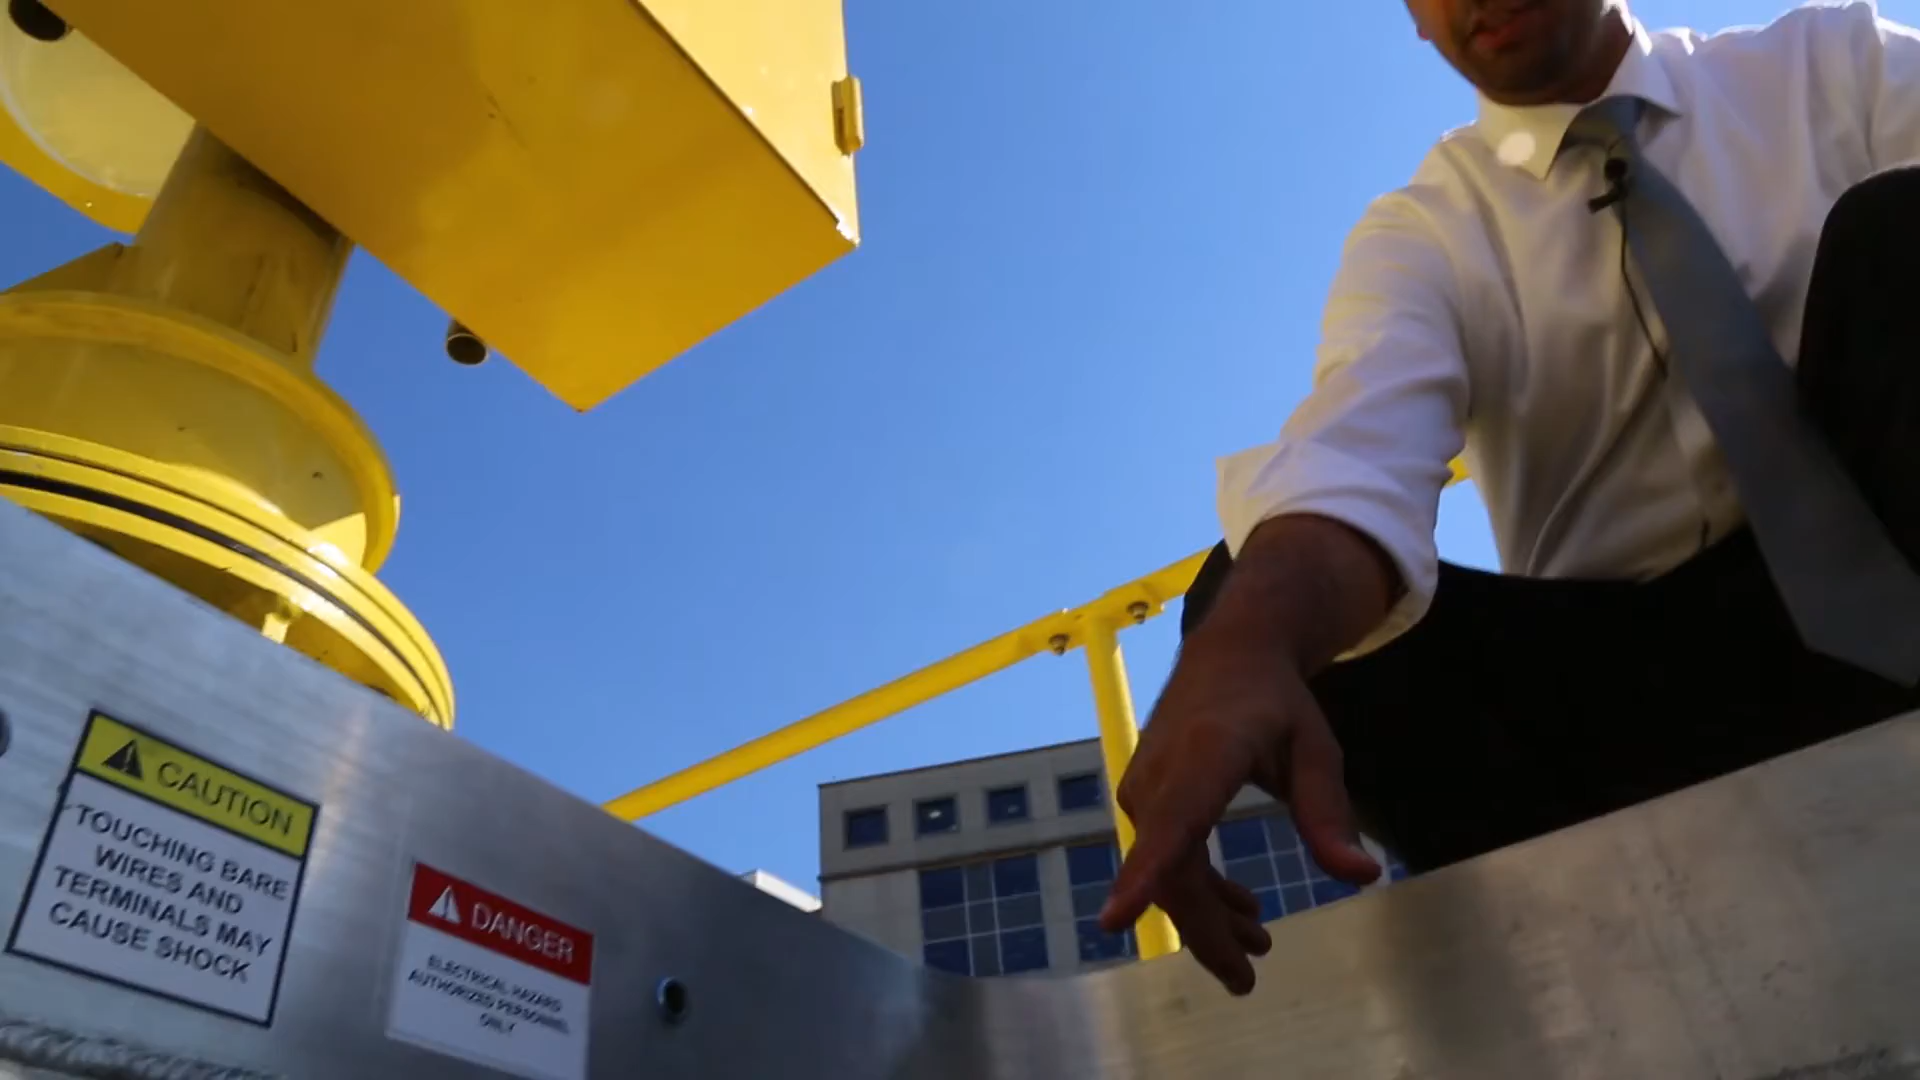 CAUTION
TOUCHING BARE
WIRES AND
TERMINALS MAY
CAUSE SHOCK
DANGER
ELECTRICAL HAZARD
AUTHORIZED PERSONNEL
ONLY